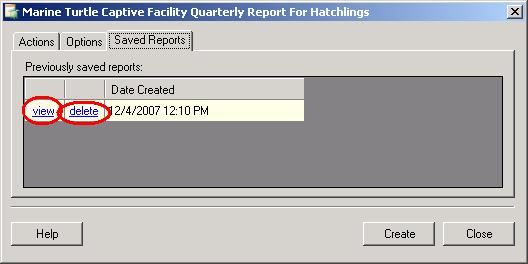 Marine Turtle Captive Facility Quarterly Report For Hatchlings
Actions Options Saved Reports
Previously saved reports:
Date Created
view delete 12/4/2007 12:10 PM
Help Create Close